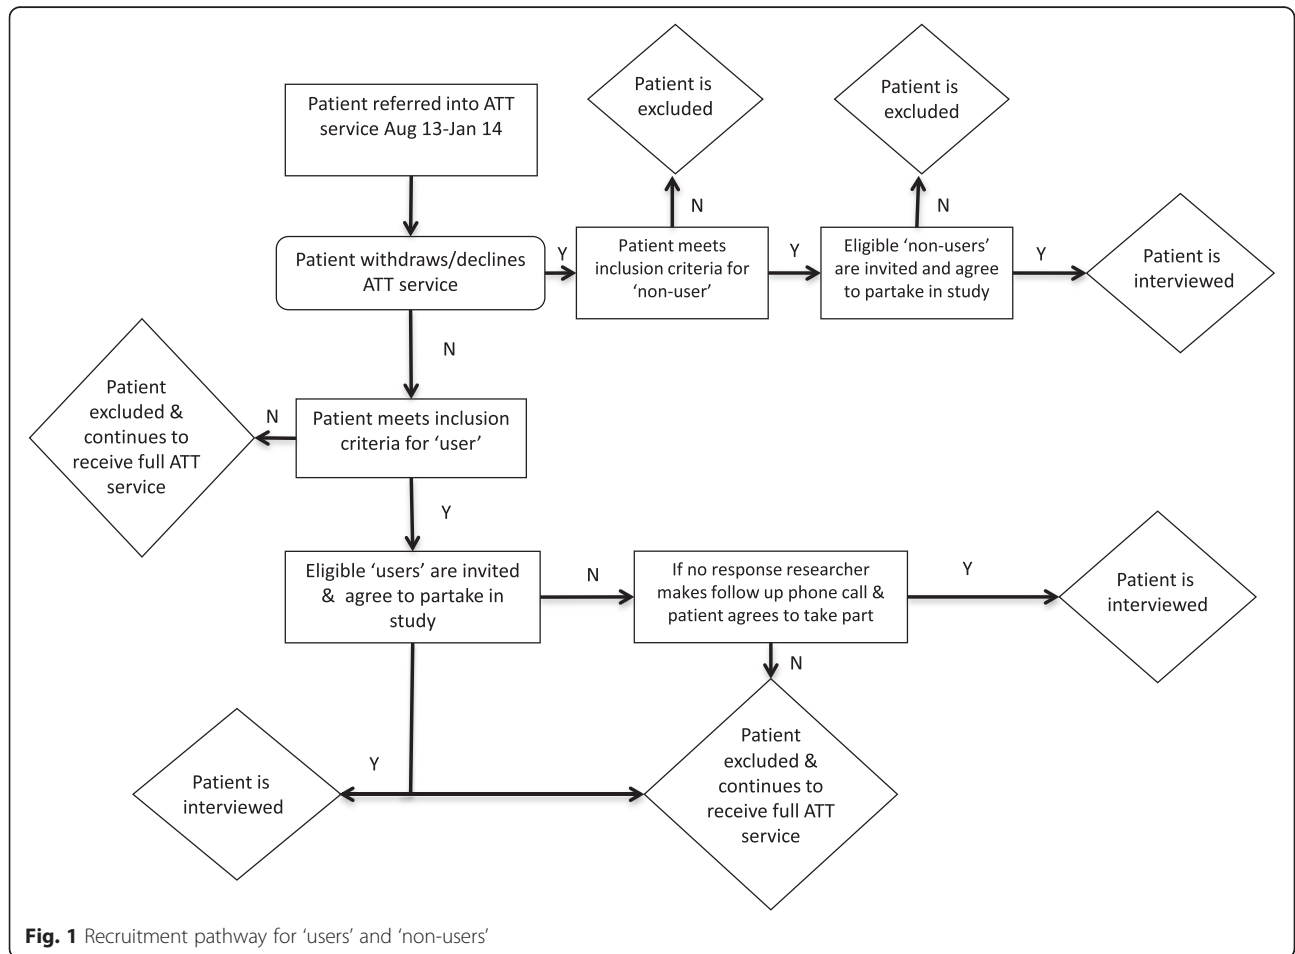 Patient referred into ATT
service Aug 13-Jan 14
Patient is
excluded
Patient is
excluded
N
N
Patient withdraws/declines
ATT service
Y
Patient meets
inclusion criteria for
‘non-user’
Y
Eligible ‘non-users’
are invited and agree
to partake in study
Y
Patient is
interviewed
N
Patient
excluded &
continues to
receive full ATT
service
N
Patient meets inclusion
criteria for ‘user’
Y
Eligible ‘users’ are invited
& agree to partake in
study
N
If no response researcher
makes follow up phone call &
patient agrees to take part
Y
Patient is
interviewed
N
Y
Patient is
interviewed
Patient
excluded &
continues to
receive full ATT
service
Fig. 1 Recruitment pathway for ‘users’ and ‘non-users’